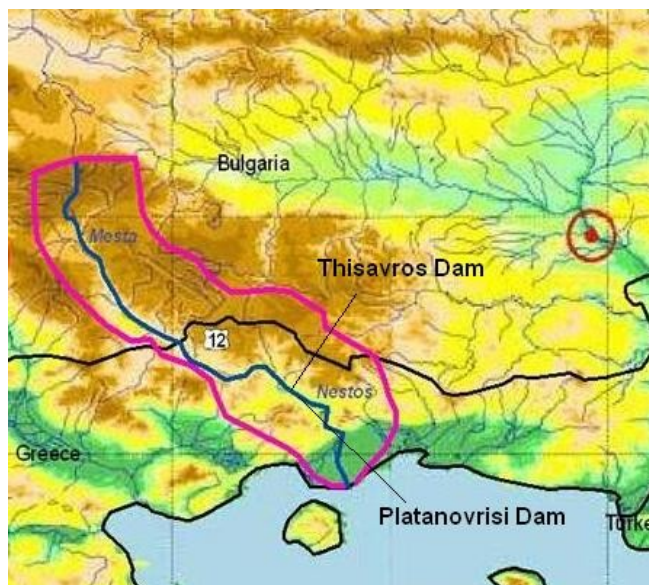 Bulgaria
Mesta
Thisavros Dam
12
Nestos
Greece
Platanovrisi Dam
Turke